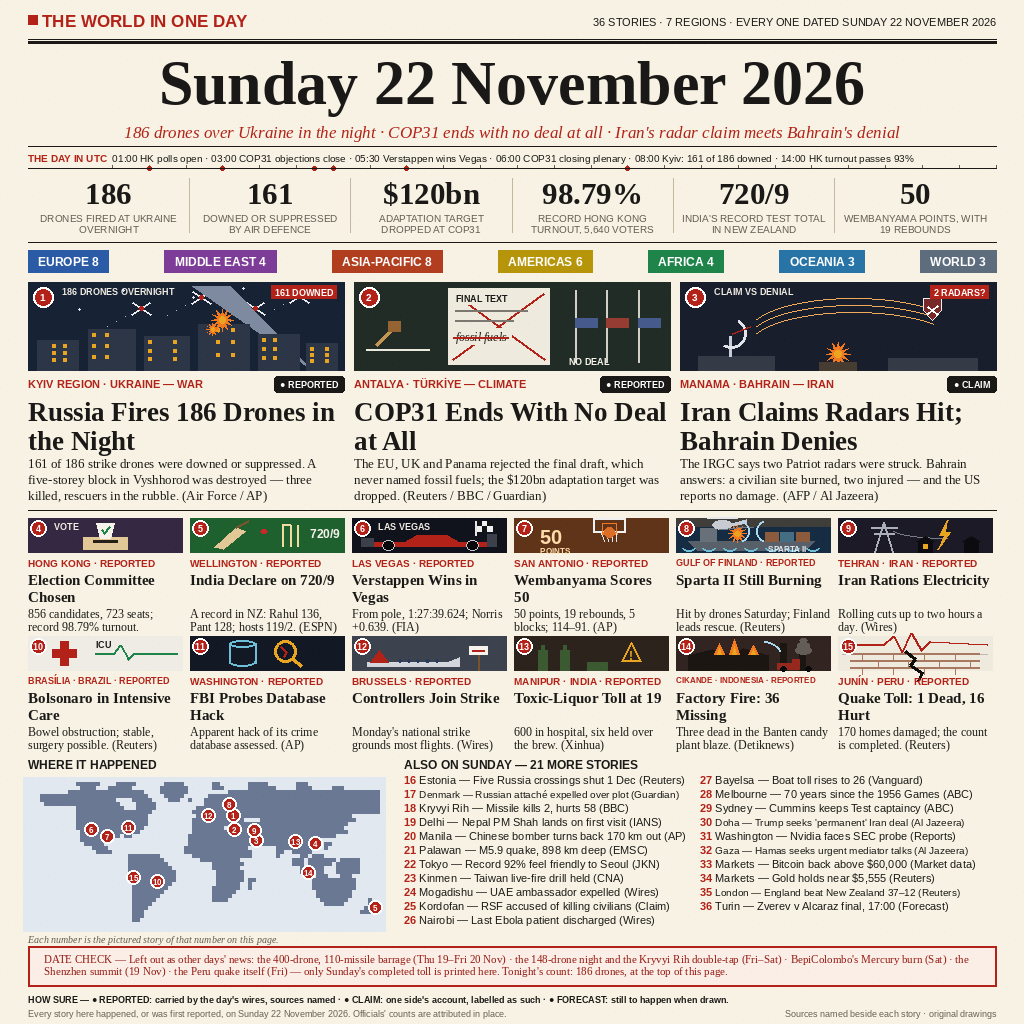 THE WORLD IN ONE DAY
36 STORIES · 7 REGIONS · EVERY ONE DATED SUNDAY 22 NOVEMBER 2026
Sunday 22 November 2026
186 drones over Ukraine in the night · COP31 ends with no deal at all · Iran's radar claim meets Bahrain's denial
THE DAY IN UTC 01:00 HK polls open · 03:00 COP31 objections close · 05:30 Verstappen wins Vegas · 06:00 COP31 closing plenary · 08:00 Kyiv: 161 of 186 downed · 14:00 HK turnout passes 93%
186
DRONES FIRED AT UKRAINE
OVERNIGHT
161
DOWNED OR SUPPRESSED
BY AIR DEFENCE
$120bn
ADAPTATION TARGET
DROPPED AT COP31
98.79%
RECORD HONG KONG
TURNOUT, 5,640 VOTERS
720/9
INDIA'S RECORD TEST TOTAL
IN NEW ZEALAND
50
WEMBANYAMA POINTS, WITH
19 REBOUNDS
EUROPE 8
MIDDLE EAST 4
ASIA-PACIFIC 8
AMERICAS 6
AFRICA 4
OCEANIA 3
WORLD 3
1 186 DRONES OVERNIGHT 161 DOWNED
KYIV REGION · UKRAINE — WAR ● REPORTED
Russia Fires 186 Drones in
the Night
161 of 186 strike drones were downed or suppressed. A
five-storey block in Vyshhorod was destroyed — three
killed, rescuers in the rubble. (Air Force / AP)
2 FINAL TEXT
fossil fuels
NO DEAL
ANTALYA · TÜRKİYE — CLIMATE ● REPORTED
COP31 Ends With No Deal
at All
The EU, UK and Panama rejected the final draft, which
never named fossil fuels; the $120bn adaptation target was
dropped. (Reuters / BBC / Guardian)
3 CLAIM VS DENIAL 2 RADARS?
MANAMA · BAHRAIN — IRAN ● CLAIM
Iran Claims Radars Hit;
Bahrain Denies
The IRGC says two Patriot radars were struck. Bahrain
answers: a civilian site burned, two injured — and the US
reports no damage. (AFP / Al Jazeera)
4 VOTE
HONG KONG · REPORTED
Election Committee
Chosen
856 candidates, 723 seats;
record 98.79% turnout.
5 720/9
WELLINGTON · REPORTED
India Declare on 720/9
A record in NZ: Rahul 136,
Pant 128; hosts 119/2. (ESPN)
6 LAS VEGAS
LAS VEGAS · REPORTED
Verstappen Wins in
Vegas
From pole, 1:27:39.624; Norris
+0.639. (FIA)
7 50
POINTS
SAN ANTONIO · REPORTED
Wembanyama Scores
50
50 points, 19 rebounds, 5
blocks; 114–91. (AP)
8 SPARTA II
GULF OF FINLAND · REPORTED
Sparta II Still Burning
Hit by drones Saturday; Finland
leads rescue. (Reuters)
9
TEHRAN · IRAN · REPORTED
Iran Rations Electricity
Rolling cuts up to two hours a
day. (Wires)
10 ICU
BRASÍLIA · BRAZIL · REPORTED
Bolsonaro in Intensive
Care
Bowel obstruction; stable,
surgery possible. (Reuters)
11
WASHINGTON · REPORTED
FBI Probes Database
Hack
Apparent hack of its crime
database assessed. (AP)
12
BRUSSELS · REPORTED
Controllers Join Strike
Monday's national strike
grounds most flights. (Wires)
13
MANIPUR · INDIA · REPORTED
Toxic-Liquor Toll at 19
600 in hospital, six held over
the brew. (Xinhua)
14
CIKANDE · INDONESIA · REPORTED
Factory Fire: 36
Missing
Three dead in the Banten candy
plant blaze. (Detiknews)
15
JUNÍN · PERU · REPORTED
Quake Toll: 1 Dead, 16
Hurt
170 homes damaged; the count
is completed. (Reuters)
WHERE IT HAPPENED
8
12
1
6
7
11
2
9
3
13
4
15
10
14
5
Each number is the pictured story of that number on this page.
ALSO ON SUNDAY — 21 MORE STORIES
16 Estonia — Five Russia crossings shut 1 Dec (Reuters)
17 Denmark — Russian attaché expelled over plot (Guardian)
18 Kryvyi Rih — Missile kills 2, hurts 58 (BBC)
19 Delhi — Nepal PM Shah lands on first visit (IANS)
20 Manila — Chinese bomber turns back 170 km out (AP)
21 Palawan — M5.9 quake, 898 km deep (EMSC)
22 Tokyo — Record 92% feel friendly to Seoul (JKN)
23 Kinmen — Taiwan live-fire drill held (CNA)
24 Mogadishu — UAE ambassador expelled (Wires)
25 Kordofan — RSF accused of killing civilians (Claim)
26 Nairobi — Last Ebola patient discharged (Wires)
27 Bayelsa — Boat toll rises to 26 (Vanguard)
28 Melbourne — 70 years since the 1956 Games (ABC)
29 Sydney — Cummins keeps Test captaincy (ABC)
30 Doha — Trump seeks 'permanent' Iran deal (Al Jazeera)
31 Washington — Nvidia faces SEC probe (Reports)
32 Gaza — Hamas seeks urgent mediator talks (Al Jazeera)
33 Markets — Bitcoin back above $60,000 (Market data)
34 Markets — Gold holds near $5,555 (Reuters)
35 London — England beat New Zealand 37–12 (Reuters)
36 Turin — Zverev v Alcaraz final, 17:00 (Forecast)
DATE CHECK — Left out as other days' news: the 400-drone, 110-missile barrage (Thu 19–Fri 20 Nov) · the 148-drone night and the Kryvyi Rih double-tap (Fri–Sat) · BepiColombo's Mercury burn (Sat) · the
Shenzhen summit (19 Nov) · the Peru quake itself (Fri) — only Sunday's completed toll is printed here. Tonight's count: 186 drones, at the top of this page.
HOW SURE — ● REPORTED: carried by the day's wires, sources named · ● CLAIM: one side's account, labelled as such · ● FORECAST: still to happen when drawn.
Every story here happened, or was first reported, on Sunday 22 November 2026. Officials' counts are attributed in place.
Sources named beside each story · original drawings